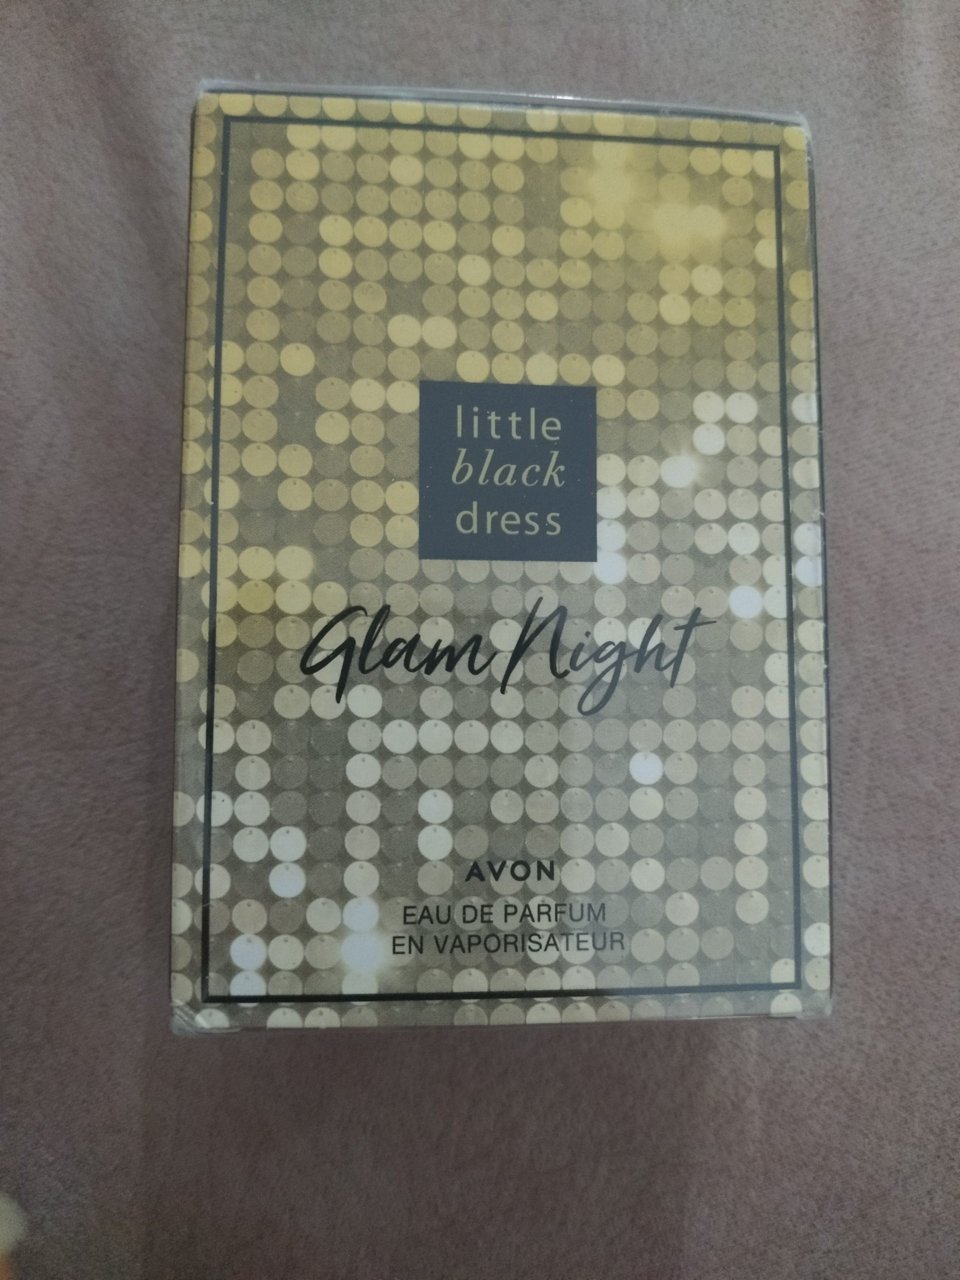 little
black
dress
Glam Night
AVON
EAU DE PARFUM
EN VAPORISATEUR